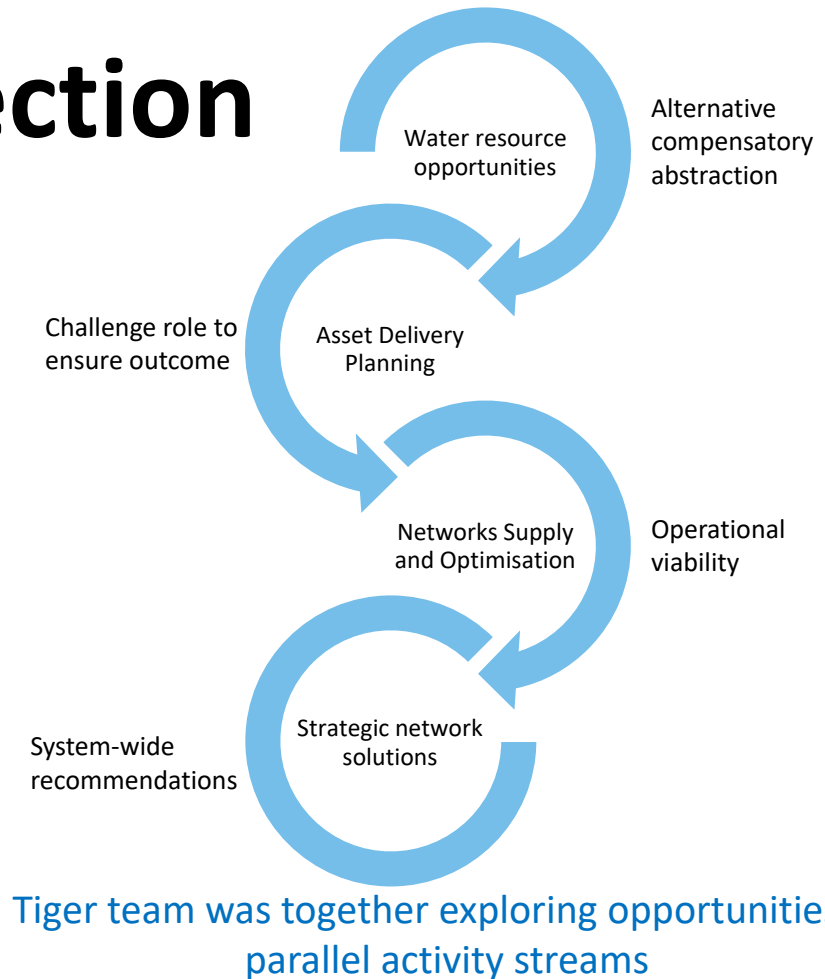 ection
Water resource
opportunities
Alternative
compensatory
abstraction
Challenge role to
ensure outcome
Asset Delivery
Planning
Networks Supply
and Optimisation
Operational
viability
System-wide
recommendations
Strategic network
solutions
Tiger team was together exploring opportunitie
parallel activity streams